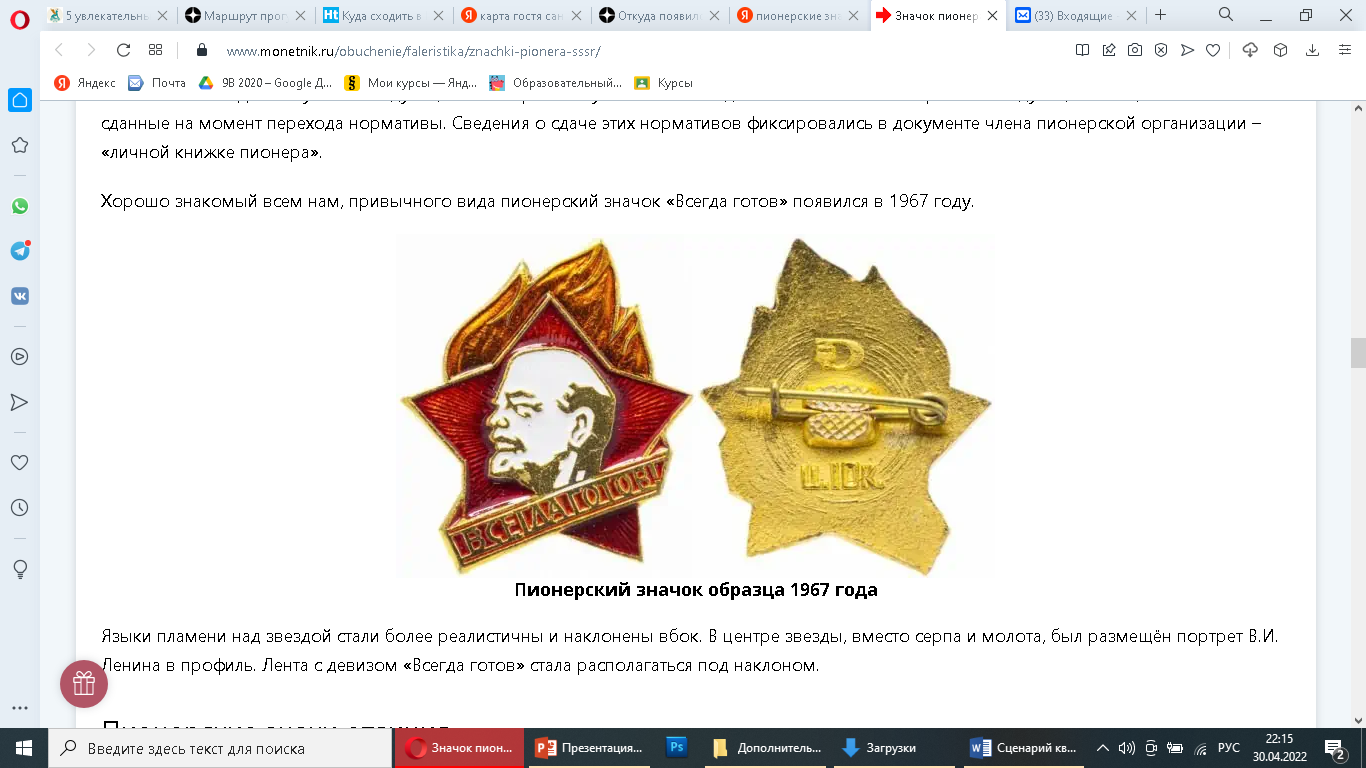 5 увлекательнь
Маршрут прог
Куда сходить в
карта гостя сан
Откуда появил
пионерские зна
Значок пионер
(33) Входящие
www.monetnik.ru/obuchenie/faleristika/znachki-pionera-sssr/
Яндекс
Почта
9В 2020 – Google Д...
Мои курсы — Янд...
Образовательный...
Курсы
сданные на момент перехода нормативы. Сведения о сдаче этих нормативов фиксировались в документе члена пионерской организации –
«личной книжке пионера».
Хорошо знакомый всем нам, привычного вида пионерский значок «Всегда готов» появился в 1967 году.
ВСЕГДА ГОТОВ!
Ц.10К.
Пионерский значок образца 1967 года
Языки пламени над звездой стали более реалистичны и наклонены вбок. В центре звезды, вместо серпа и молота, был размещён портрет В.И.
Ленина в профиль. Лента с девизом «Всегда готов» стала располагаться под наклоном.
Введите здесь текст для поиска
Значок пион...
Презентация...
Ps
Дополнитель...
Загрузки
Сценарий кв...
РУС
22:15
30.04.2022
2